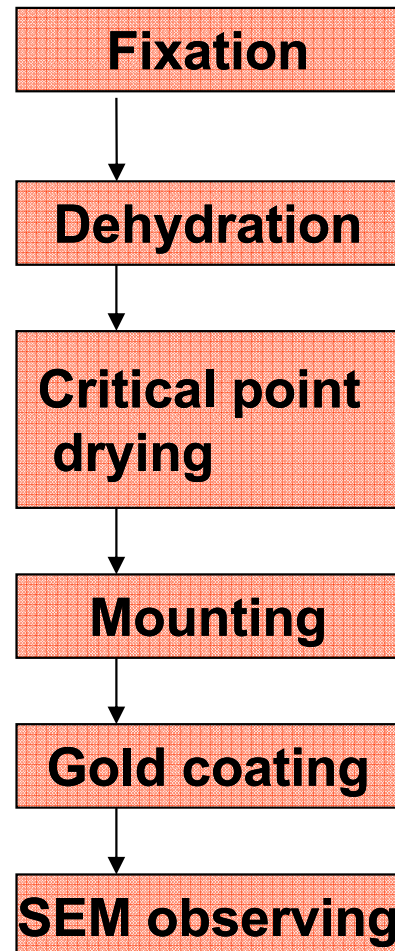 Fixation
Dehydration
Critical point
drying
Mounting
Gold coating
SEM observing